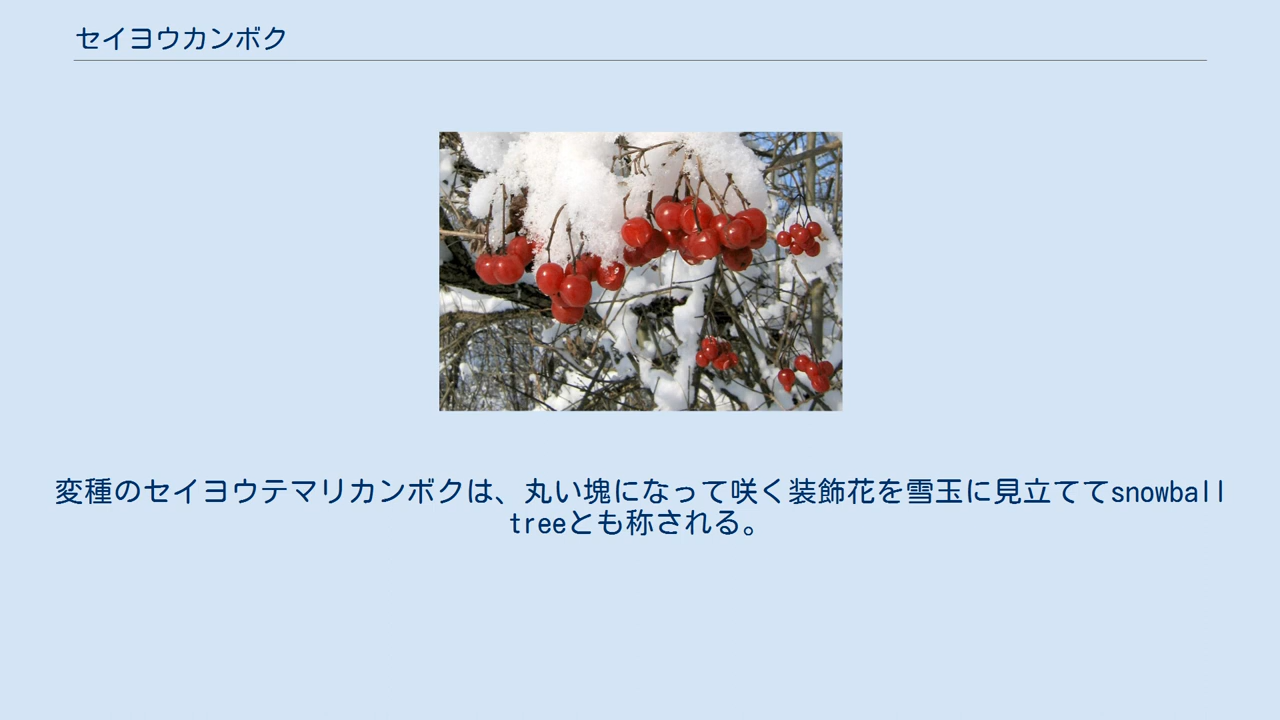 セイヨウカンボク
変種のセイヨウテマリカンボクは、丸い塊になって咲く装飾花を雪玉に見立ててsnowball
treeとも称される。